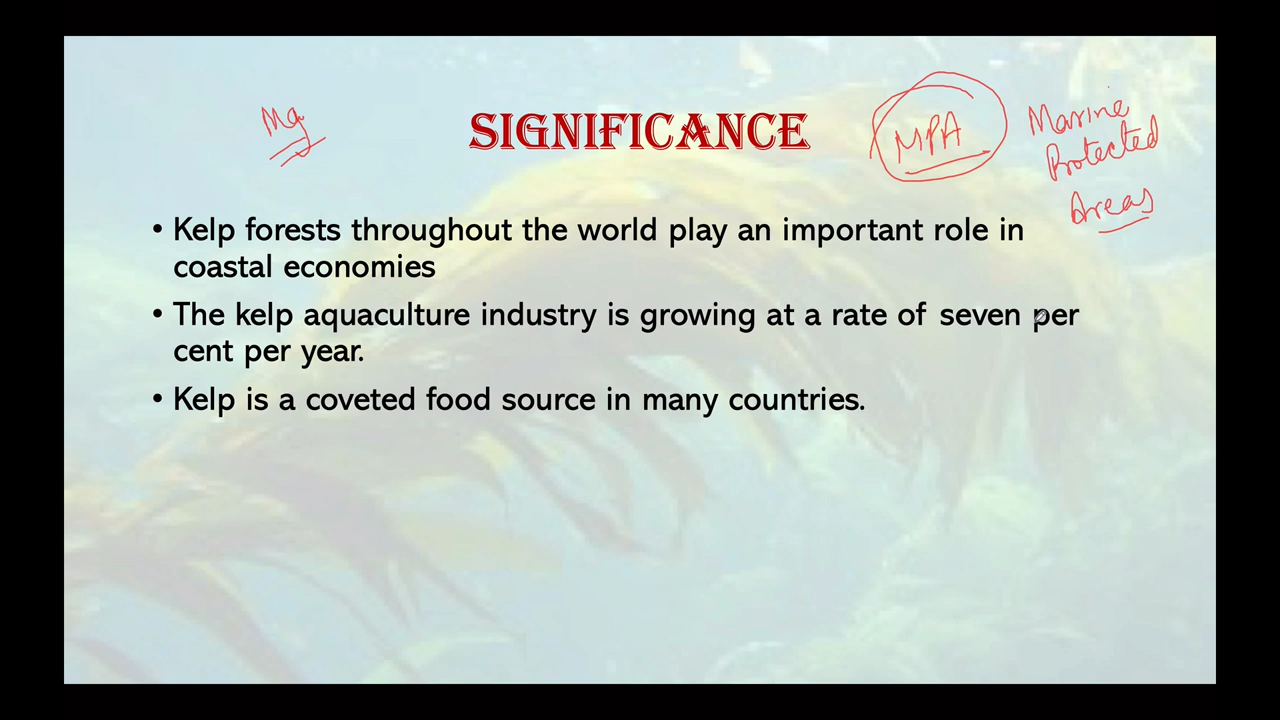 Mg
SIGNIFICANCE
MPA
Marine
Protected
Areas
• Kelp forests throughout the world play an important role in
coastal economies
• The kelp aquaculture industry is growing at a rate of seven per
cent per year.
• Kelp is a coveted food source in many countries.